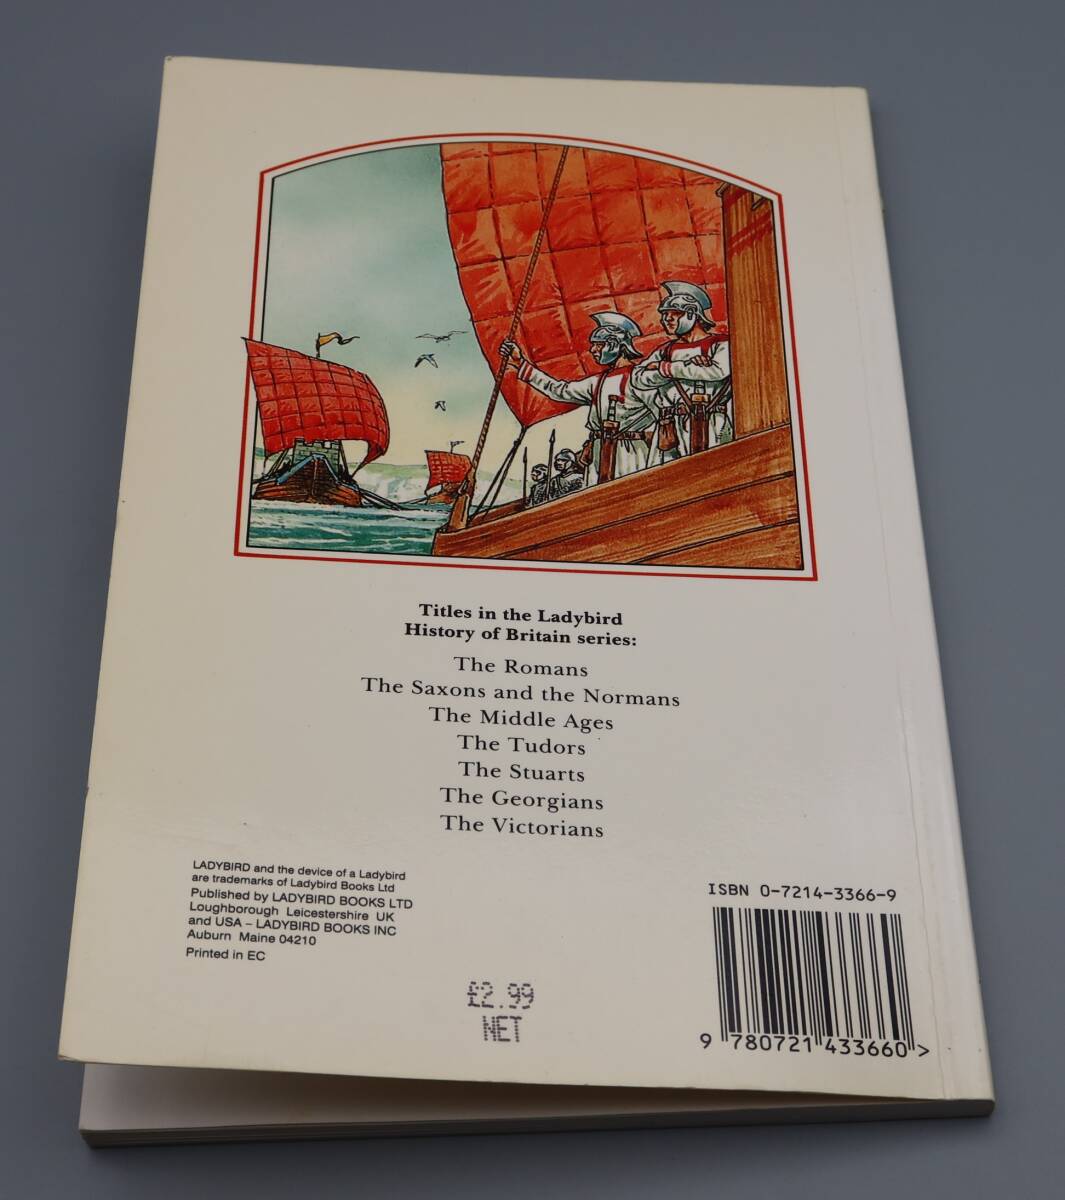 Titles in the Ladybird
History of Britain series:
The Romans
The Saxons and the Normans
The Middle Ages
The Tudors
The Stuarts
The Georgians
The Victorians
LADYBIRD and the device of a Ladybird
are trademarks of Ladybird Books Ltd
Published by LADYBIRD BOOKS LTD
Loughborough Leicestershire UK
and USA – LADYBIRD BOOKS INC
Auburn Maine 04210
Printed in EC
£2.99
NET
ISBN 0-7214-3366-9
9 780721 433660 >